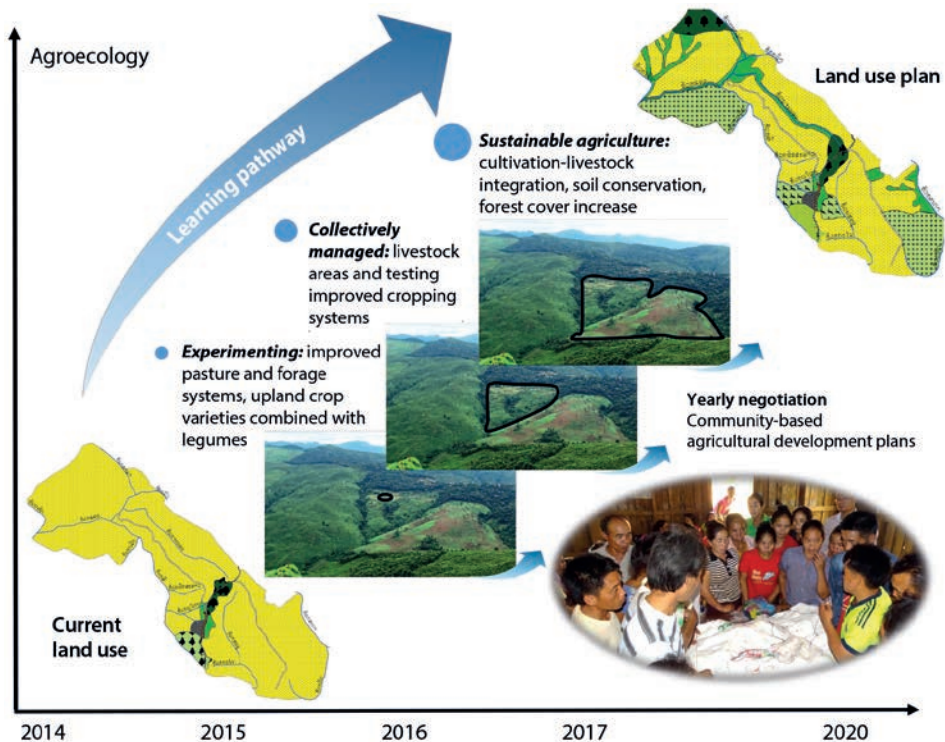 Agroecology
Learning pathway
Land use plan
Sustainable agriculture:
cultivation-livestock
integration, soil conservation,
forest cover increase
Collectively
managed: livestock
areas and testing
improved cropping
systems
Experimenting: improved
pasture and forage
systems, upland crop
varieties combined with
legumes
Yearly negotiation
Community-based
agricultural development plans
Current
land use
2014
2015
2016
2017
2020